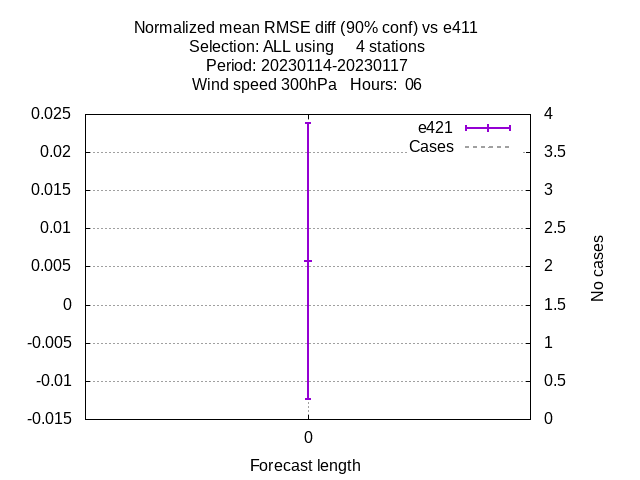 Normalized mean RMSE diff (90% conf) vs e411
Selection: ALL using     4 stations
Period: 20230114-20230117
Wind speed 300hPa   Hours:  06
0.025
0.02
0.015
0.01
0.005
0
-0.005
-0.01
-0.015
4
3.5
3
2.5
2
1.5
1
0.5
0
e421
Cases
No cases
0
Forecast length